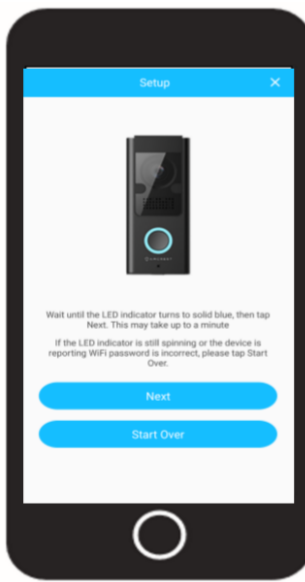 Setup
Wait until the LED indicator turns to solid blue, then tap
Next. This may take up to a minute
If the LED indicator is still spinning or the device is
reporting WiFi password is incorrect, please tap Start
Over.
Next
Start Over